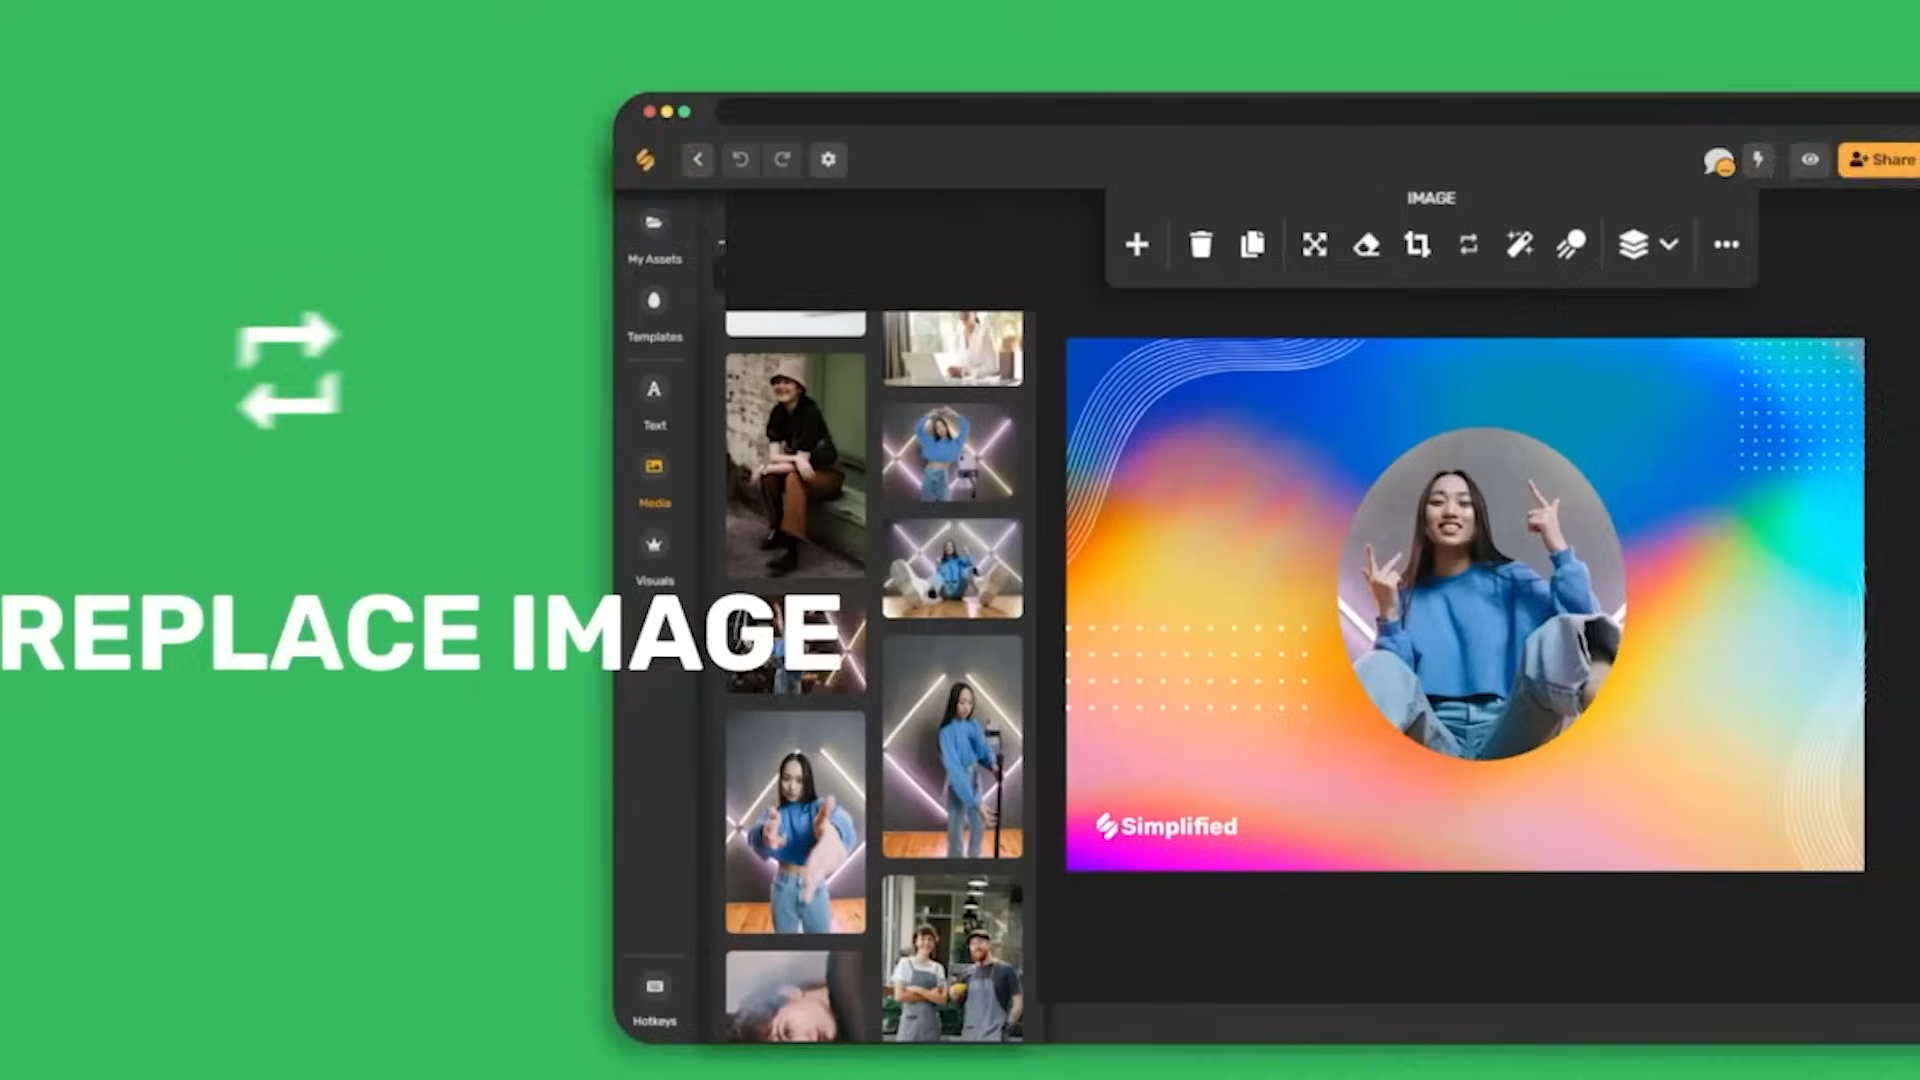 Share
IMAGE
My Assets
Templates
A
Text
Media
Visuals
REPLACE IMAGE
Simplified
Hotkeys